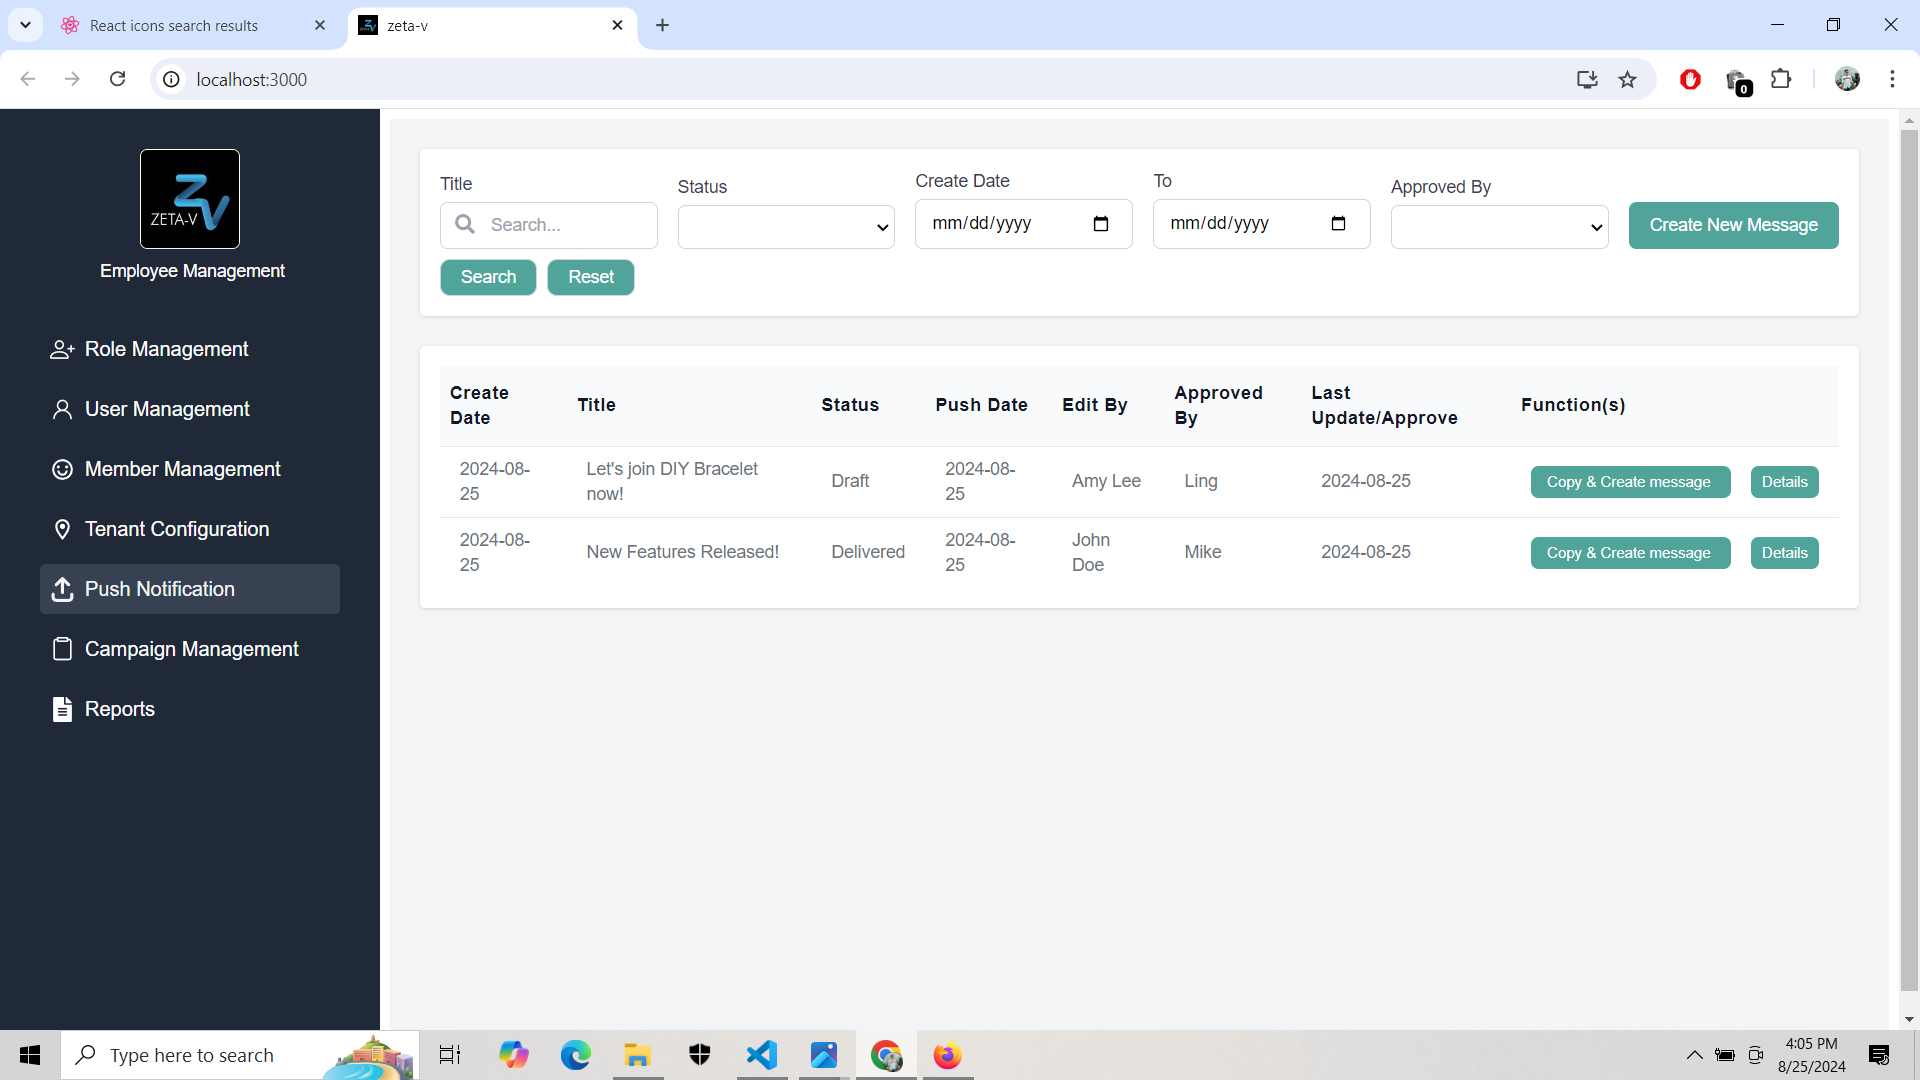 React icons search results
zeta-v
localhost:3000
0
ZETA-V
Employee Management
Role Management
User Management
Member Management
Tenant Configuration
Push Notification
Campaign Management
Reports
Title
Status
Create Date
To
Approved By
Search...
mm/dd/yyyy
mm/dd/yyyy
Create New Message
Search
Reset
Create
Date
Title
Status
Push Date
Edit By
Approved
By
Last
Update/Approve
Function(s)
2024-08-
25
Let's join DIY Bracelet
now!
Draft
2024-08-
25
Amy Lee
Ling
2024-08-25
Copy & Create message
Details
2024-08-
25
New Features Released!
Delivered
2024-08-
25
John
Doe
Mike
2024-08-25
Copy & Create message
Details
Type here to search
4:05 PM
8/25/2024